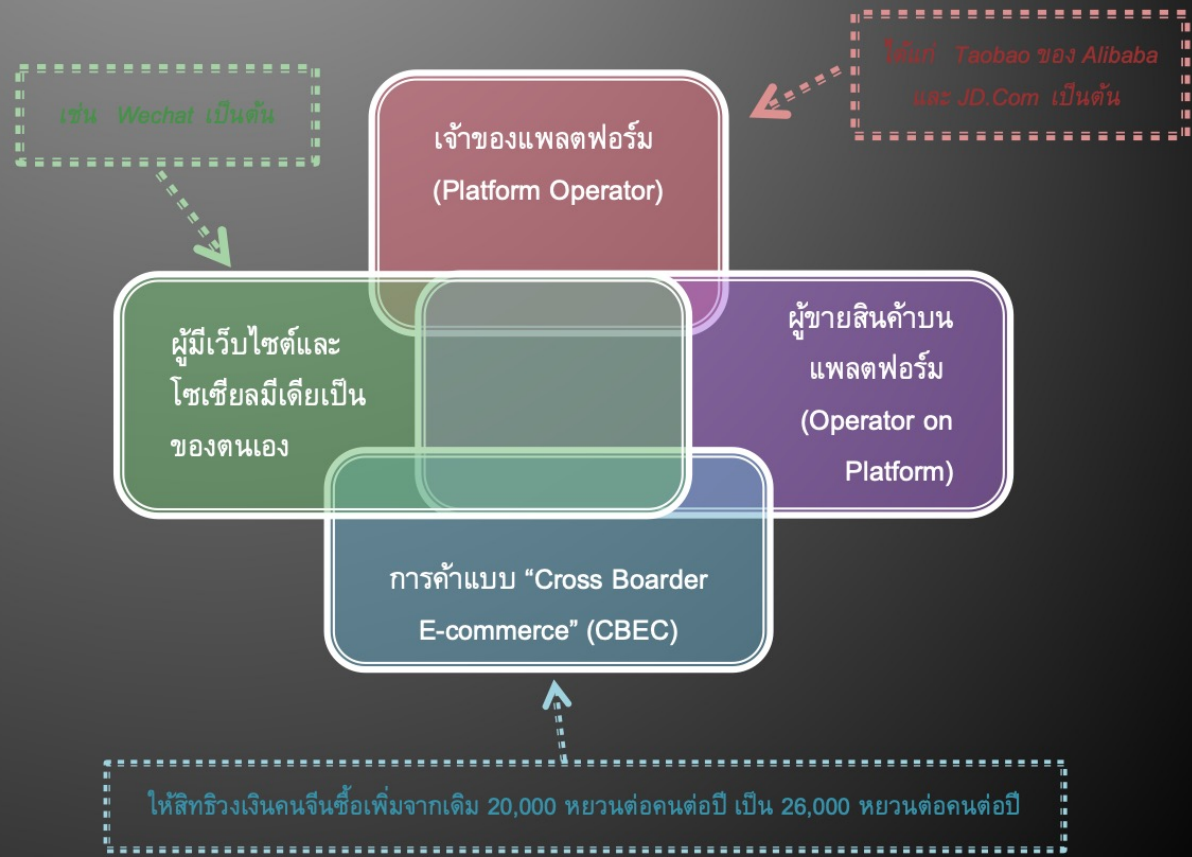 ได้แก่ Taobao ของ Alibaba
และ JD.Com เป็นต้น
เช่น Wechat เป็นต้น
เจ้าของแพลตฟอร์ม
(Platform Operator)
ผู้มีเว็บไซต์และ
โซเซียลมีเดียเป็น
ของตนเอง
ผู้ขายสินค้าบน
แพลตฟอร์ม
(Operator on
Platform)
การค้าแบบ “Cross Boarder
E-commerce” (CBEC)
ให้สิทธิวงเงินคนจีนซื้อเพิ่มจากเดิม 20,000 หยวนต่อคนต่อปี เป็น 26,000 หยวนต่อคนต่อปี